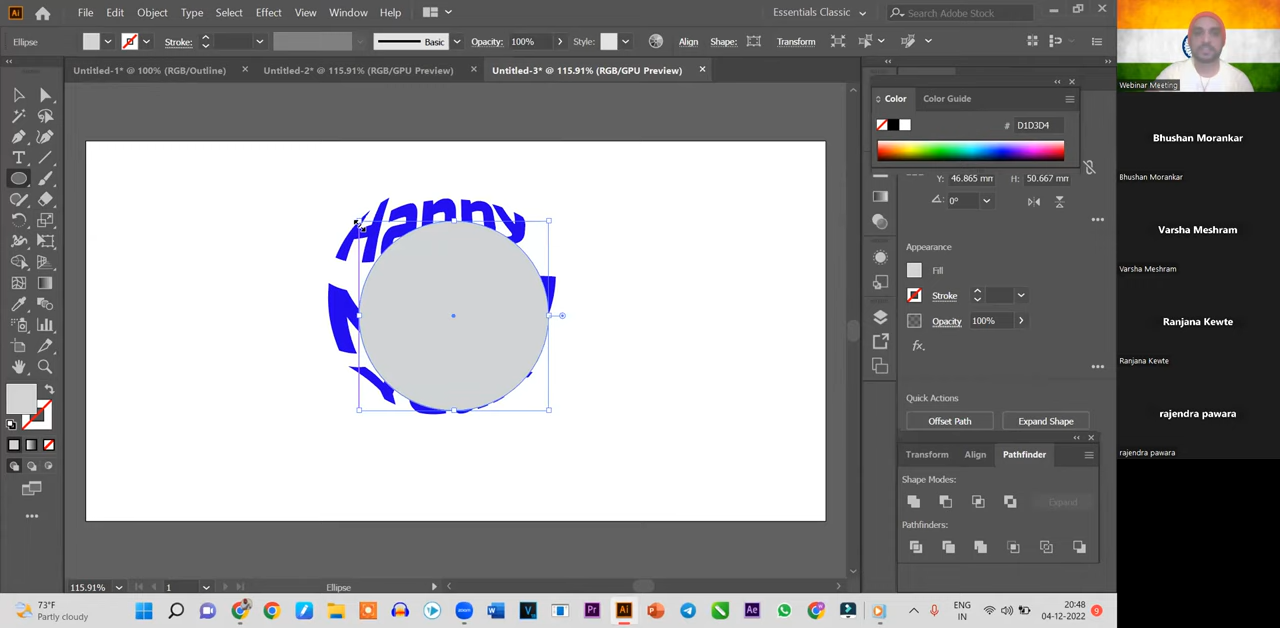 File Edit Object Type Select Effect View Window Help
Essentials Classic
Search Adobe Stock
Ellipse
Stroke:
Basic
Opacity: 100%
Style:
Align
Shape:
Transform
Untitled-1* @ 100% (RGB/Outline)
Untitled-2* @ 115.91% (RGB/GPU Preview)
Untitled-3* @ 115.91% (RGB/GPU Preview)
Color
Color Guide
# D1D3D4
Y: 46.865 mm
H: 50.667 mm
0°
Appearance
Fill
Stroke
Opacity 100%
fx.
Quick Actions
Offset Path
Expand Shape
Transform
Align
Pathfinder
Shape Modes:
Expand
Pathfinders:
Happy
115.91%
1
Ellipse
Webinar Meeting
Bhushan Morankar
Bhushan Morankar
Varsha Meshram
Varsha Meshram
Ranjana Kewte
Ranjana Kewte
rajendra pawara
rajendra pawara
73°F
Partly cloudy
ENG
IN
20:48
04-12-2022
9